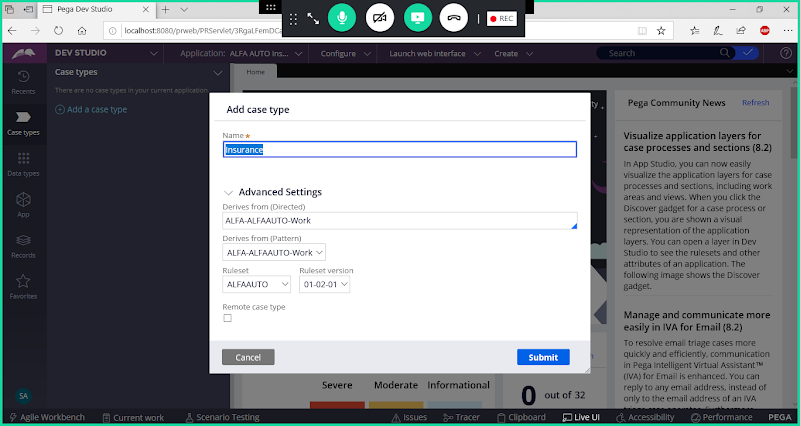 Pega Dev Studio
localhost:8080/prweb/PRServlet/3RgaLFemDCa
REC
DEV STUDIO
Application: ALFA AUTO Ins...
Configure
Launch web interface
Create
Search
Recents
Case types
Data types
App
Records
Favorites
SA
Case types
There are no case types in your current application
Add a case type
Home
Add case type
Name
Insurance
Advanced Settings
Derives from (Directed)
ALFA-ALFAAUTO-Work
Derives from (Pattern)
ALFA-ALFAAUTO-Work
Ruleset
Ruleset version
ALFAAUTO
01-02-01
Remote case type
Cancel
Submit
Severe
Moderate
Informational
0 out of 32
Pega Community News
Refresh
Visualize application layers for
case processes and sections (8.2)
In App Studio, you can now easily
visualize the application layers for case
processes and sections, including work
areas and views. When you click the
Discover gadget for a case process or
section, you are shown a visual
representation of the application
layers. You can open a layer in Dev
Studio to see the rulesets and other
attributes of an application. The
following image shows the Discover
gadget.
Manage and communicate more
easily in IVA for Email (8.2)
To resolve email triage cases more
quickly and efficiently, communication
in Pega Intelligent Virtual Assistant™
(IVA) for Email is enhanced. You can
reply to any email address, instead of
only to the email address of an IVA
Agile Workbench
Current work
Scenario Testing
Issues
Tracer
Clipboard
Live UI
Accessibility
Performance
PEGA